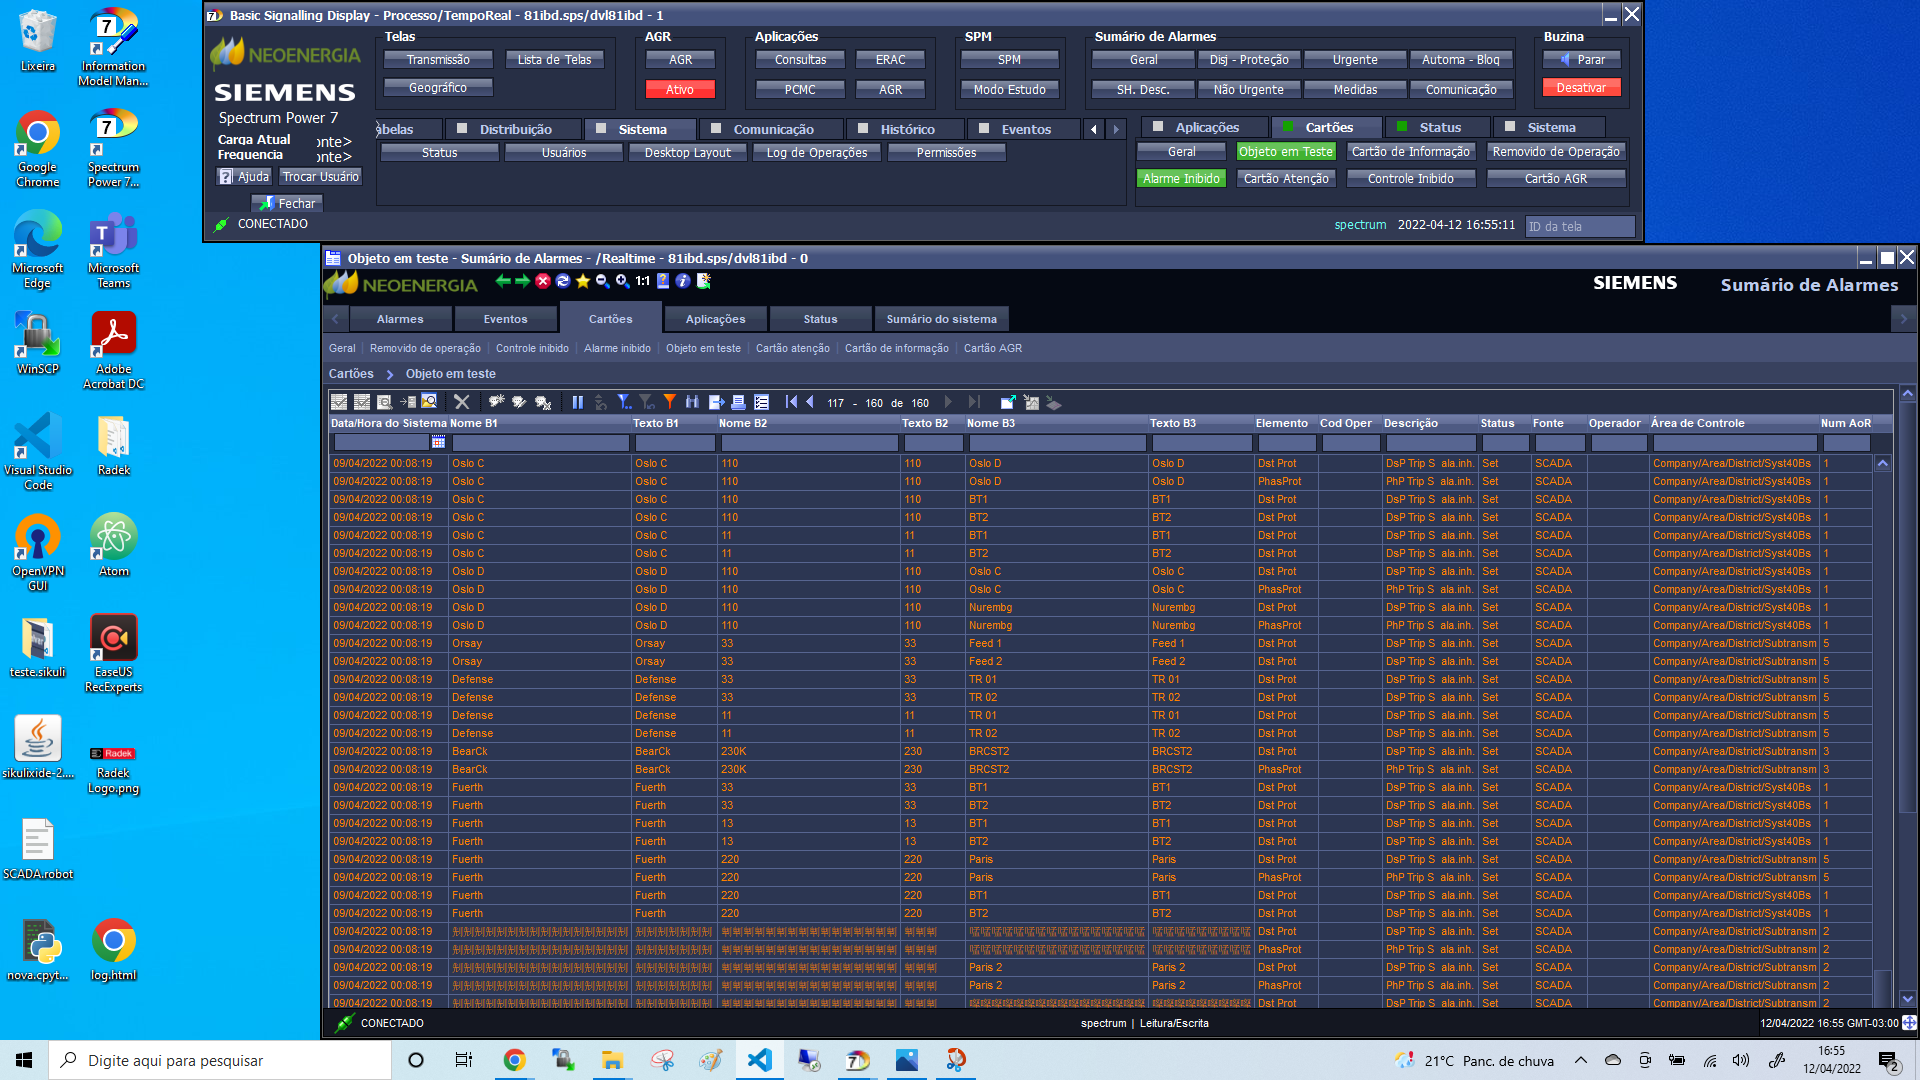 Lixeira
Information
Model Man...
Google
Chrome
Spectrum
Power 7...
Microsoft
Edge
Microsoft
Teams
WinSCP
Adobe
Acrobat DC
Visual Studio
Code
Radek
OpenVPN
GUI
Atom
teste.sikuli
EaseUS
RecExperts
sikulixide-2....
Radek
Logo.png
SCADA.robot
nova.cpyt...
log.html
Basic Signalling Display - Processo/TempoReal - 81ibd.sps/dvl81ibd - 1
NEOENERGIA
SIEMENS
Spectrum Power 7
Carga Atual onte>
Frequencia onte>
Ajuda Trocar Usuário
Fechar
CONECTADO
Telas
Transmissão Lista de Telas
Geográfico
AGR
AGR
Ativo
Aplicações
Consultas ERAC
PCMC AGR
SPM
SPM
Modo Estudo
Sumário de Alarmes
Geral Disj - Proteção Urgente Automa - Bloq
SH. Desc. Não Urgente Medidas Comunicação
Buzina
Parar
Desativar
abelas Distribuição Sistema Comunicação Histórico Eventos
Status Usuários Desktop Layout Log de Operações Permissões
Aplicações Cartões Status Sistema
Geral Objeto em Teste Cartão de Informação Removido de Operação
Alarme Inibido Cartão Atenção Controle Inibido Cartão AGR
spectrum 2022-04-12 16:55:11 ID da tela
Objeto em teste - Sumário de Alarmes - /Realtime - 81ibd.sps/dvl81ibd - 0
NEOENERGIA 1:1 SIEMENS Sumário de Alarmes
Alarmes Eventos Cartões Aplicações Status Sumário do sistema
Geral Removido de operação Controle inibido Alarme inibido Objeto em teste Cartão atenção Cartão de informação Cartão AGR
Cartões > Objeto em teste
117 - 160 de 160
Data/Hora do Sistema Nome B1 Texto B1 Nome B2 Texto B2 Nome B3 Texto B3 Elemento Cod Oper Descrição Status Fonte Operador Área de Controle Num AoR
09/04/2022 00:08:19 Oslo C Oslo C 110 110 Oslo D Oslo D Dst Prot DsP Trip S ala.inh. Set SCADA Company/Area/District/Syst40Bs 1
09/04/2022 00:08:19 Oslo C Oslo C 110 110 Oslo D Oslo D PhasProt PhP Trip S ala.inh. Set SCADA Company/Area/District/Syst40Bs 1
09/04/2022 00:08:19 Oslo C Oslo C 110 110 BT1 BT1 Dst Prot DsP Trip S ala.inh. Set SCADA Company/Area/District/Syst40Bs 1
09/04/2022 00:08:19 Oslo C Oslo C 110 110 BT2 BT2 Dst Prot DsP Trip S ala.inh. Set SCADA Company/Area/District/Syst40Bs 1
09/04/2022 00:08:19 Oslo C Oslo C 11 11 BT1 BT1 Dst Prot DsP Trip S ala.inh. Set SCADA Company/Area/District/Syst40Bs 1
09/04/2022 00:08:19 Oslo C Oslo C 11 11 BT2 BT2 Dst Prot DsP Trip S ala.inh. Set SCADA Company/Area/District/Syst40Bs 1
09/04/2022 00:08:19 Oslo D Oslo D 110 110 Oslo C Oslo C Dst Prot DsP Trip S ala.inh. Set SCADA Company/Area/District/Syst40Bs 1
09/04/2022 00:08:19 Oslo D Oslo D 110 110 Oslo C Oslo C PhasProt PhP Trip S ala.inh. Set SCADA Company/Area/District/Syst40Bs 1
09/04/2022 00:08:19 Oslo D Oslo D 110 110 Nurembg Nurembg Dst Prot DsP Trip S ala.inh. Set SCADA Company/Area/District/Syst40Bs 1
09/04/2022 00:08:19 Oslo D Oslo D 110 110 Nurembg Nurembg PhasProt PhP Trip S ala.inh. Set SCADA Company/Area/District/Syst40Bs 1
09/04/2022 00:08:19 Orsay Orsay 33 33 Feed 1 Feed 1 Dst Prot DsP Trip S ala.inh. Set SCADA Company/Area/District/Subtransm 5
09/04/2022 00:08:19 Orsay Orsay 33 33 Feed 2 Feed 2 Dst Prot DsP Trip S ala.inh. Set SCADA Company/Area/District/Subtransm 5
09/04/2022 00:08:19 Defense Defense 33 33 TR 01 TR 01 Dst Prot DsP Trip S ala.inh. Set SCADA Company/Area/District/Subtransm 5
09/04/2022 00:08:19 Defense Defense 33 33 TR 02 TR 02 Dst Prot DsP Trip S ala.inh. Set SCADA Company/Area/District/Subtransm 5
09/04/2022 00:08:19 Defense Defense 11 11 TR 01 TR 01 Dst Prot DsP Trip S ala.inh. Set SCADA Company/Area/District/Subtransm 5
09/04/2022 00:08:19 Defense Defense 11 11 TR 02 TR 02 Dst Prot DsP Trip S ala.inh. Set SCADA Company/Area/District/Subtransm 5
09/04/2022 00:08:19 BearCk BearCk 230K 230 BRCST2 BRCST2 Dst Prot DsP Trip S ala.inh. Set SCADA Company/Area/District/Subtransm 3
09/04/2022 00:08:19 BearCk BearCk 230K 230 BRCST2 BRCST2 PhasProt PhP Trip S ala.inh. Set SCADA Company/Area/District/Subtransm 3
09/04/2022 00:08:19 Fuerth Fuerth 33 33 BT1 BT1 Dst Prot DsP Trip S ala.inh. Set SCADA Company/Area/District/Syst40Bs 1
09/04/2022 00:08:19 Fuerth Fuerth 33 33 BT2 BT2 Dst Prot DsP Trip S ala.inh. Set SCADA Company/Area/District/Syst40Bs 1
09/04/2022 00:08:19 Fuerth Fuerth 13 13 BT1 BT1 Dst Prot DsP Trip S ala.inh. Set SCADA Company/Area/District/Syst40Bs 1
09/04/2022 00:08:19 Fuerth Fuerth 13 13 BT2 BT2 Dst Prot DsP Trip S ala.inh. Set SCADA Company/Area/District/Syst40Bs 1
09/04/2022 00:08:19 Fuerth Fuerth 220 220 Paris Paris Dst Prot DsP Trip S ala.inh. Set SCADA Company/Area/District/Subtransm 5
09/04/2022 00:08:19 Fuerth Fuerth 220 220 Paris Paris PhasProt PhP Trip S ala.inh. Set SCADA Company/Area/District/Subtransm 5
09/04/2022 00:08:19 Fuerth Fuerth 220 220 BT1 BT1 Dst Prot DsP Trip S ala.inh. Set SCADA Company/Area/District/Syst40Bs 1
09/04/2022 00:08:19 Fuerth Fuerth 220 220 BT2 BT2 Dst Prot DsP Trip S ala.inh. Set SCADA Company/Area/District/Syst40Bs 1
09/04/2022 00:08:19 Dst Prot DsP Trip S ala.inh. Set SCADA Company/Area/District/Subtransm 2
09/04/2022 00:08:19 PhasProt PhP Trip S ala.inh. Set SCADA Company/Area/District/Subtransm 2
09/04/2022 00:08:19 Paris 2 Paris 2 Dst Prot DsP Trip S ala.inh. Set SCADA Company/Area/District/Subtransm 2
09/04/2022 00:08:19 Paris 2 Paris 2 PhasProt PhP Trip S ala.inh. Set SCADA Company/Area/District/Subtransm 2
09/04/2022 00:08:19 Dst Prot DsP Trip S ala.inh. Set SCADA Company/Area/District/Subtransm 2
CONECTADO spectrum | Leitura/Escrita 12/04/2022 16:55 GMT-03:00
Digite aqui para pesquisar 21°C Panc. de chuva 16:55
12/04/2022 2